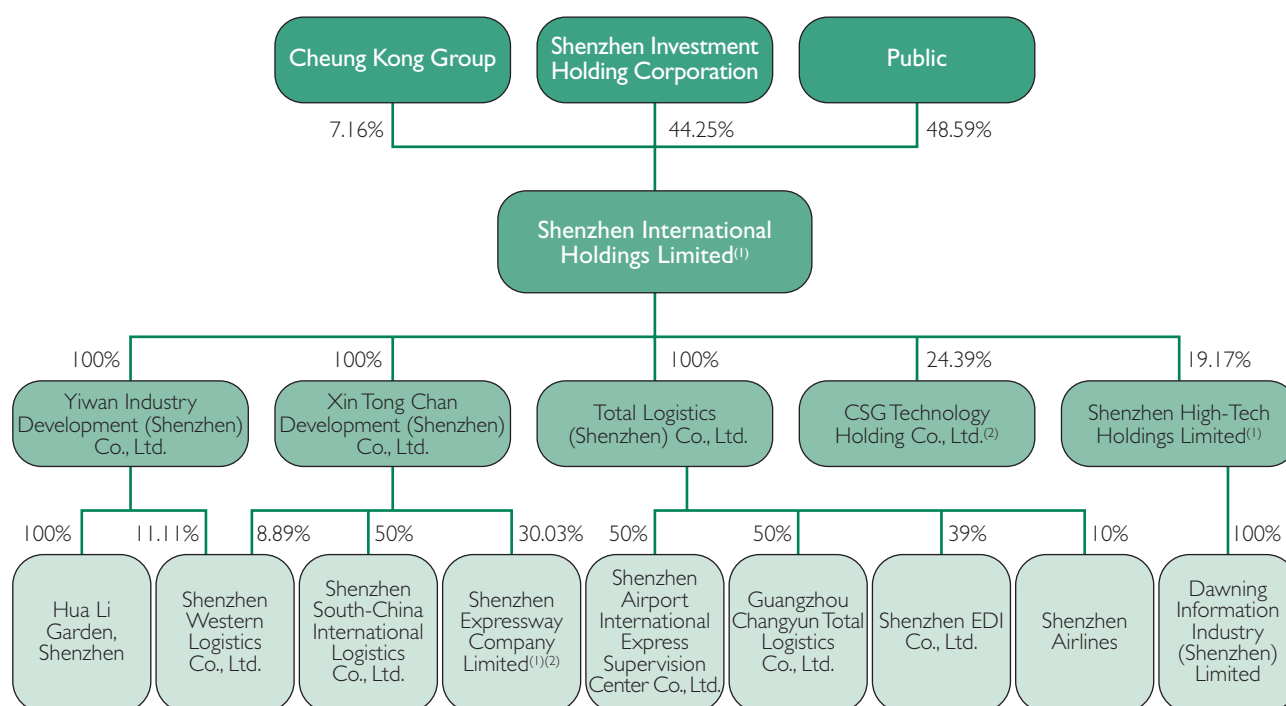 Cheung Kong Group
Shenzhen Investment
Holding Corporation
Public
7.16%
44.25%
48.59%
Shenzhen International
Holdings Limited(1)
100%
100%
100%
24.39%
19.17%
Yiwan Industry
Development (Shenzhen)
Co., Ltd.
Xin Tong Chan
Development (Shenzhen)
Co., Ltd.
Total Logistics
(Shenzhen) Co., Ltd.
CSG Technology
Holding Co., Ltd.(2)
Shenzhen High-Tech
Holdings Limited(1)
100%
11.11%
8.89%
50%
30.03%
50%
50%
39%
10%
100%
Hua Li
Garden,
Shenzhen
Shenzhen
Western
Logistics
Co., Ltd.
Shenzhen
South-China
International
Logistics
Co., Ltd.
Shenzhen
Expressway
Company
Limited(1)(2)
Shenzhen
Airport
International
Express
Supervision
Center Co., Ltd.
Guangzhou
Changyun Total
Logistics
Co., Ltd.
Shenzhen EDI
Co., Ltd.
Shenzhen
Airlines
Dawning
Information
Industry
(Shenzhen)
Limited